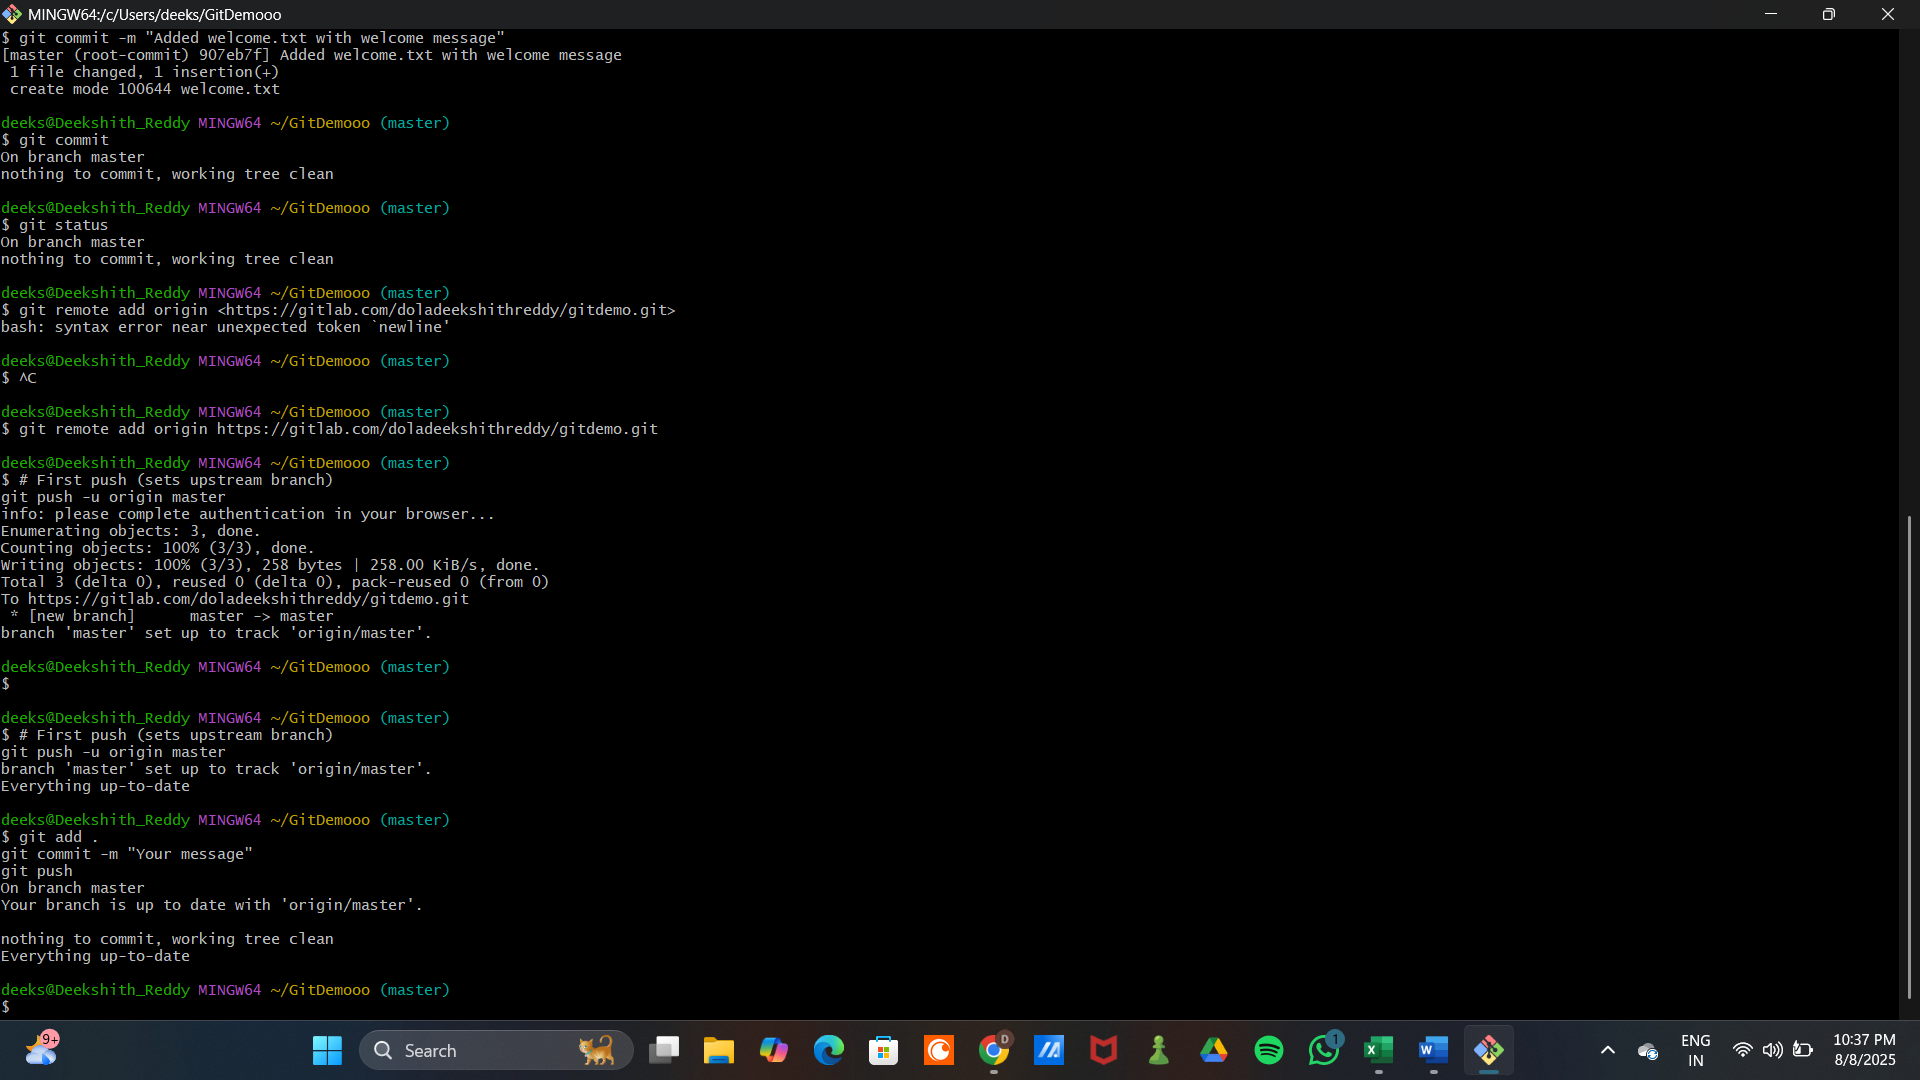 MINGW64:/c/Users/deeks/GitDemooo
$ git commit -m "Added welcome.txt with welcome message"
[master (root-commit) 907eb7f] Added welcome.txt with welcome message
1 file changed, 1 insertion(+)
create mode 100644 welcome.txt
deeks@Deekshith_Reddy MINGW64 ~/GitDemooo (master)
$ git commit
On branch master
nothing to commit, working tree clean
deeks@Deekshith_Reddy MINGW64 ~/GitDemooo (master)
$ git status
On branch master
nothing to commit, working tree clean
deeks@Deekshith_Reddy MINGW64 ~/GitDemooo (master)
$ git remote add origin <https://gitlab.com/doladeekshithreddy/gitdemo.git>
bash: syntax error near unexpected token `newline'
deeks@Deekshith_Reddy MINGW64 ~/GitDemooo (master)
$ ^C
deeks@Deekshith_Reddy MINGW64 ~/GitDemooo (master)
$ git remote add origin https://gitlab.com/doladeekshithreddy/gitdemo.git
deeks@Deekshith_Reddy MINGW64 ~/GitDemooo (master)
$ # First push (sets upstream branch)
git push -u origin master
info: please complete authentication in your browser...
Enumerating objects: 3, done.
Counting objects: 100% (3/3), done.
Writing objects: 100% (3/3), 258 bytes | 258.00 KiB/s, done.
Total 3 (delta 0), reused 0 (delta 0), pack-reused 0 (from 0)
To https://gitlab.com/doladeekshithreddy/gitdemo.git
* [new branch]      master -> master
branch 'master' set up to track 'origin/master'.
deeks@Deekshith_Reddy MINGW64 ~/GitDemooo (master)
$
deeks@Deekshith_Reddy MINGW64 ~/GitDemooo (master)
$ # First push (sets upstream branch)
git push -u origin master
branch 'master' set up to track 'origin/master'.
Everything up-to-date
deeks@Deekshith_Reddy MINGW64 ~/GitDemooo (master)
$ git add .
git commit -m "Your message"
git push
On branch master
Your branch is up to date with 'origin/master'.
nothing to commit, working tree clean
Everything up-to-date
deeks@Deekshith_Reddy MINGW64 ~/GitDemooo (master)
$
9+
Search
D
1
ENG
IN
10:37 PM
8/8/2025